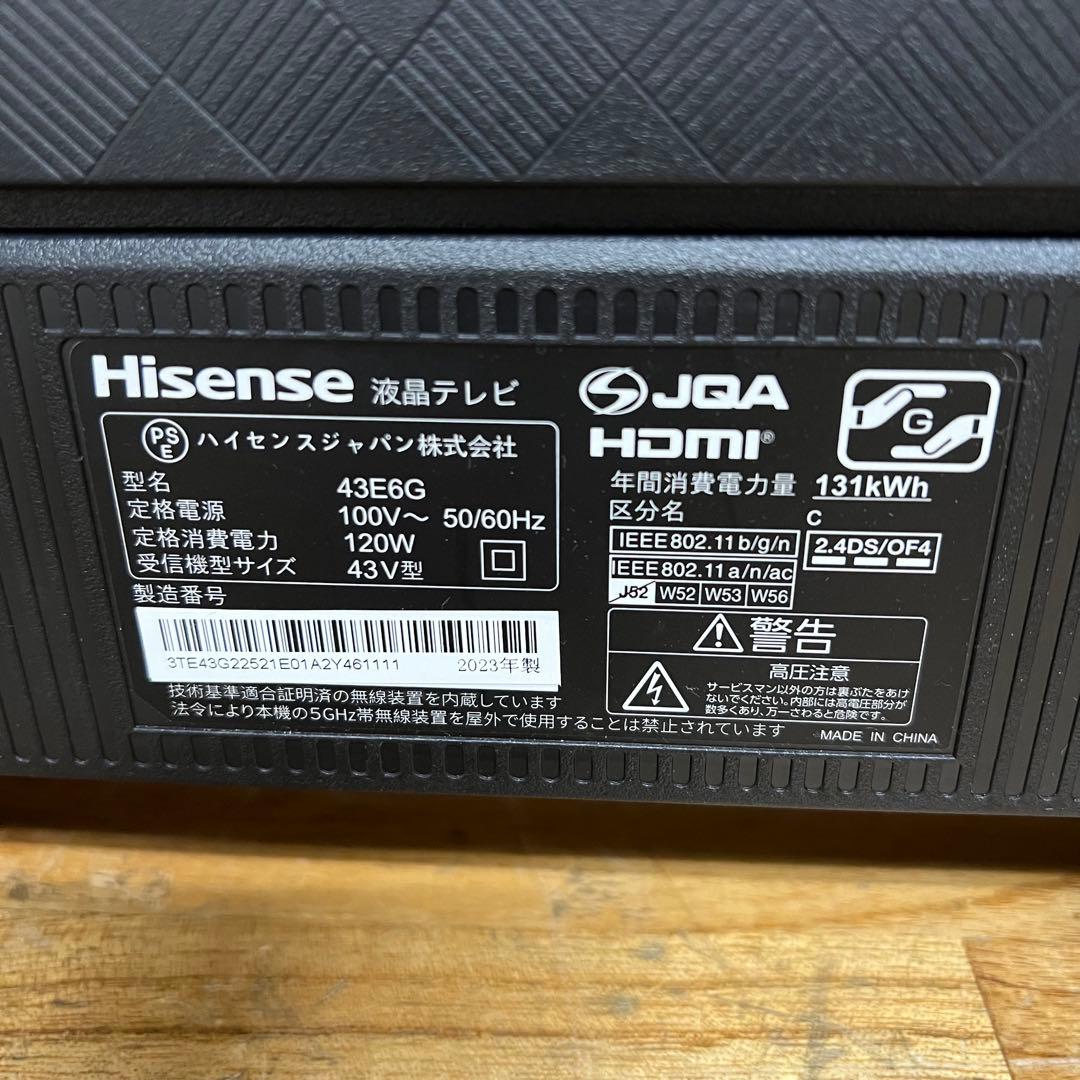 Hisense 液晶テレビ
PS
E
ハイセンスジャパン株式会社
型名 43E6G
定格電源 100V～ 50/60Hz
定格消費電力 120W
受信機型サイズ 43V型
製造番号
3TE43G22521E01A2Y461111 2023年製
技術基準適合証明済の無線装置を内蔵しています
法令により本機の5GHz帯無線装置を屋外で使用することは禁止されています
JQA
HDMI®
G
年間消費電力量 131kWh
区分名 C
IEEE802.11b/g/n
2.4DS/OF4
IEEE802.11a/n/ac
J52 W52 W53 W56
警告
高圧注意
サービスマン以外の方は裏ぶたをあけ
ないでください。内部には高電圧部分が
数多くあり、万一さわると危険です。
MADE IN CHINA